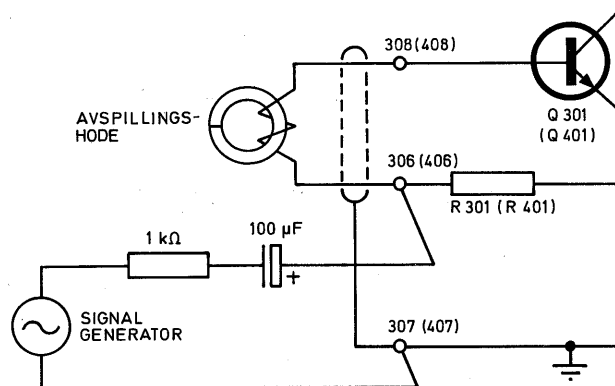 308 (408)
AVSPILLINGS-
HODE
Q 301
(Q 401)
306 (406)
R 301 (R 401)
1 kΩ
100 µF
+
SIGNAL
GENERATOR
307 (407)